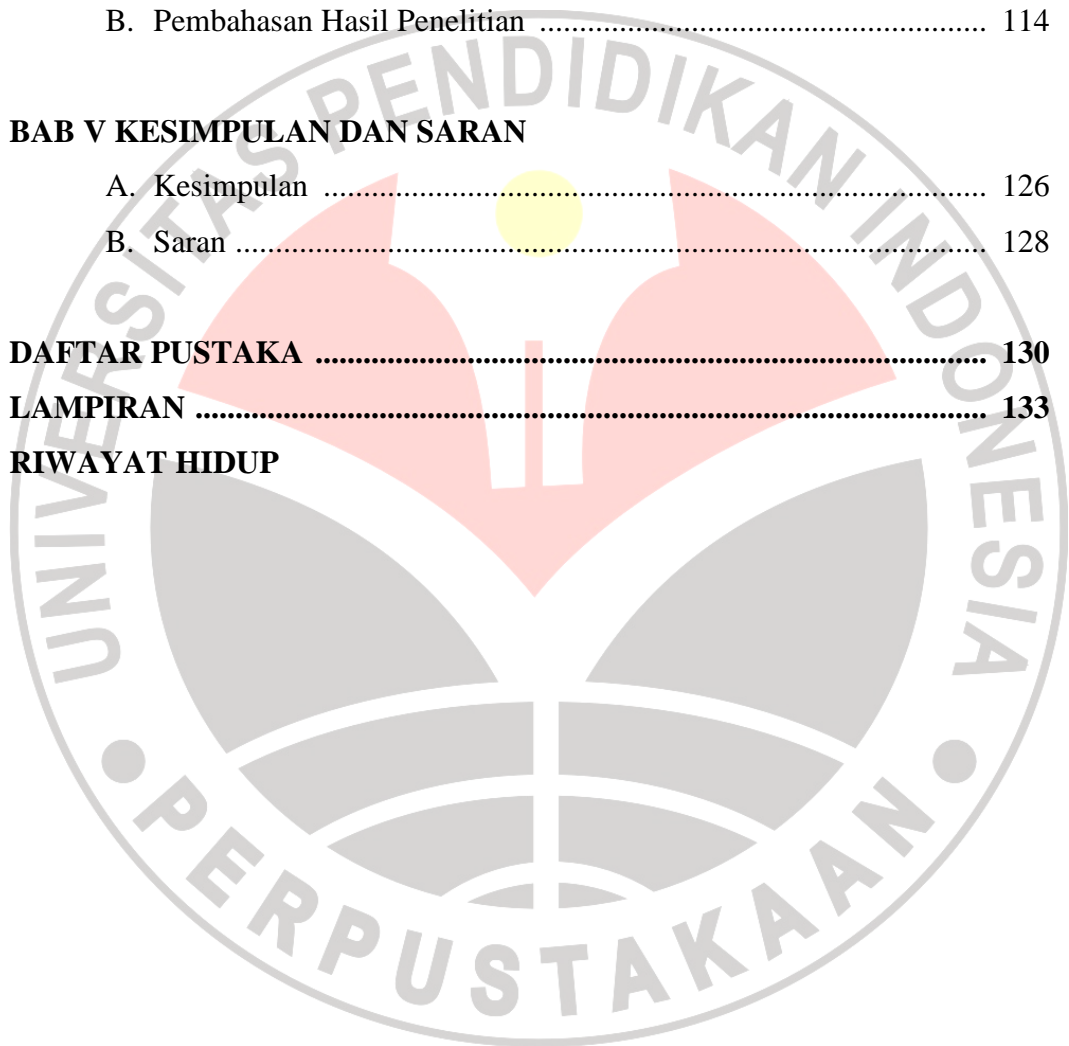 B. Pembahasan Hasil Penelitian ........................................................ 114
BAB V KESIMPULAN DAN SARAN
A. Kesimpulan ................................................................................... 126
B. Saran .............................................................................................. 128
DAFTAR PUSTAKA .................................................................................... 130
LAMPIRAN ................................................................................................... 133
RIWAYAT HIDUP
UNIVERSITAS PENDIDIKAN INDONESIA
PERPUSTAKAAN